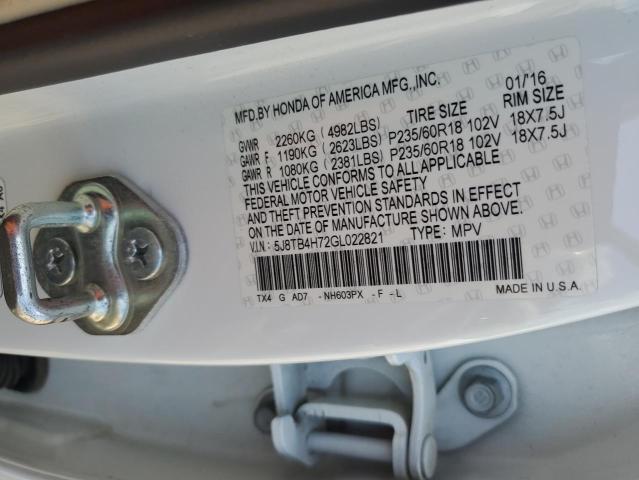 MFD.BY HONDA OF AMERICA MFG.,INC. 01/'16
TIRE SIZE RIM SIZE
GVWR 2260KG ( 4982LBS)
GAWR F 1190KG ( 2623LBS) P235/60R18 102V 18X7.5J
GAWR R 1080KG ( 2381LBS) P235/60R18 102V 18X7.5J
THIS VEHICLE CONFORMS TO ALL APPLICABLE
FEDERAL MOTOR VEHICLE SAFETY
AND THEFT PREVENTION STANDARDS IN EFFECT
ON THE DATE OF MANUFACTURE SHOWN ABOVE.
V.I.N: 5J8TB4H72GL022821 TYPE: MPV
TX4 G AD7 -NH603PX -F -L
MADE IN U.S.A.